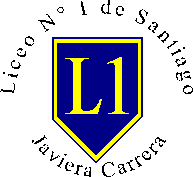 Liceo N° 1 de Santiago
L1
Javiera Carrera